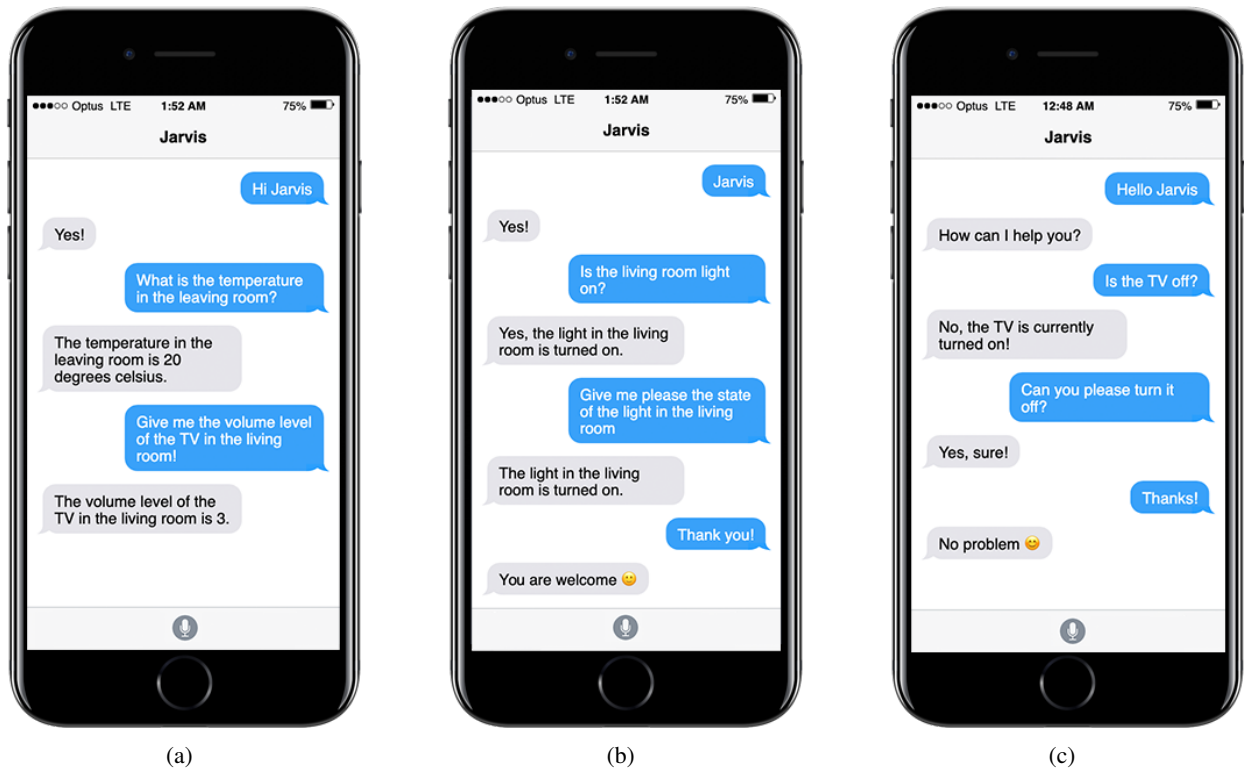 ●●●○○ Optus LTE 1:52 AM 75%
Jarvis
Hi Jarvis
Yes!
What is the temperature
in the leaving room?
The temperature in the
leaving room is 20
degrees celsius.
Give me the volume level
of the TV in the living
room!
The volume level of the
TV in the living room is 3.
(a)
●●●○○ Optus LTE 1:52 AM 75%
Jarvis
Jarvis
Yes!
Is the living room light
on?
Yes, the light in the living
room is turned on.
Give me please the state
of the light in the living
room
The light in the living
room is turned on.
Thank you!
You are welcome 🙂
(b)
●●●○○ Optus LTE 12:48 AM 75%
Jarvis
Hello Jarvis
How can I help you?
Is the TV off?
No, the TV is currently
turned on!
Can you please turn it
off?
Yes, sure!
Thanks!
No problem 😊
(c)